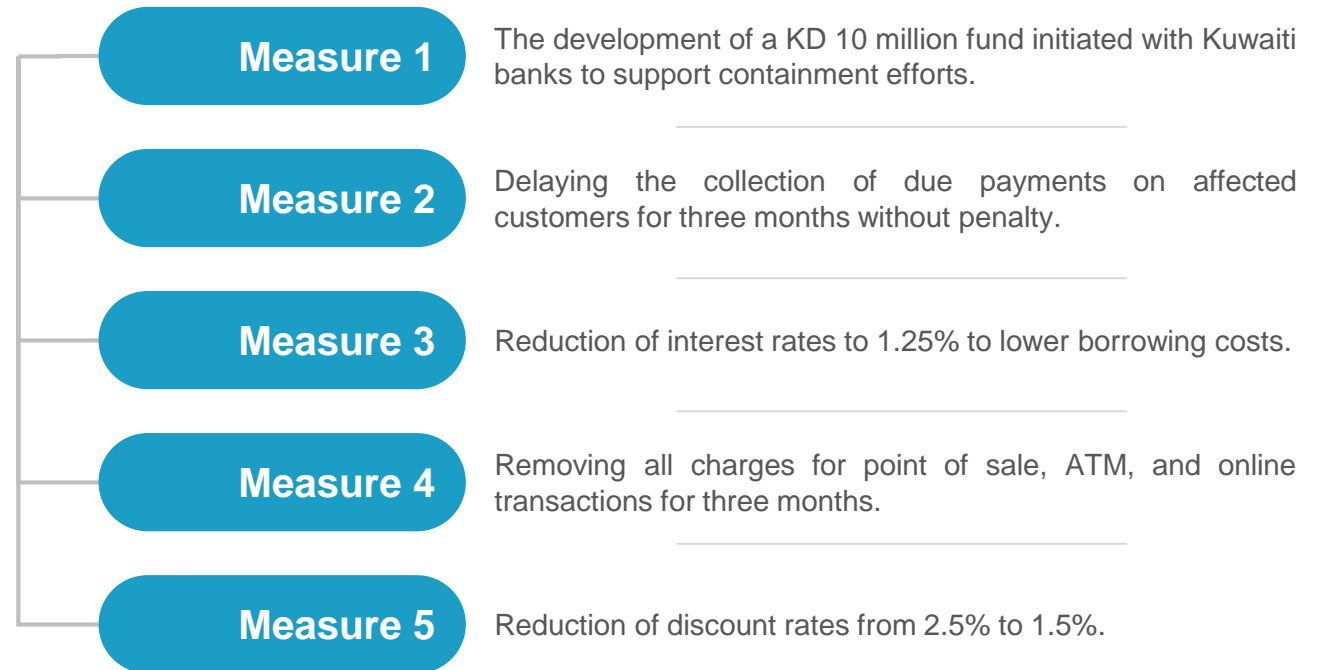 Measure 1
The development of a KD 10 million fund initiated with Kuwaiti
banks to support containment efforts.
Measure 2
Delaying the collection of due payments on affected
customers for three months without penalty.
Measure 3
Reduction of interest rates to 1.25% to lower borrowing costs.
Measure 4
Removing all charges for point of sale, ATM, and online
transactions for three months.
Measure 5
Reduction of discount rates from 2.5% to 1.5%.